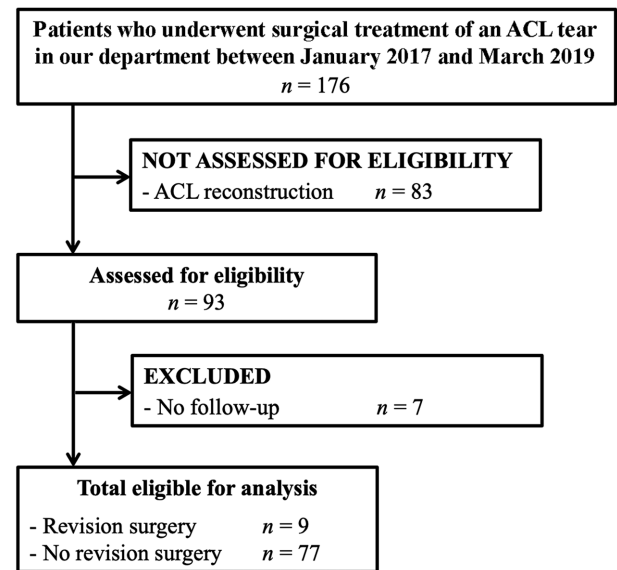 Patients who underwent surgical treatment of an ACL tear
in our department between January 2017 and March 2019
n = 176
NOT ASSESSED FOR ELIGIBILITY
- ACL reconstruction n = 83
Assessed for eligibility
n = 93
EXCLUDED
- No follow-up n = 7
Total eligible for analysis
- Revision surgery n = 9
- No revision surgery n = 77